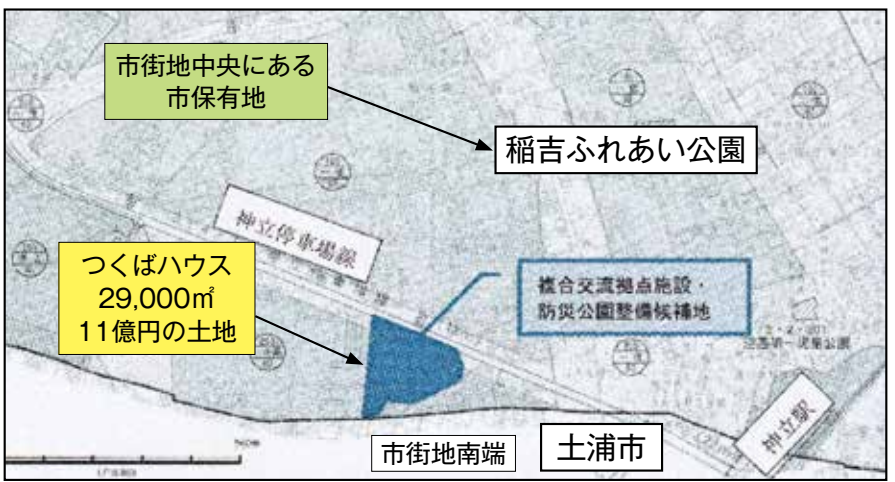 市街地中央にある
市保有地
稲吉ふれあい公園
神立停車場線
つくばハウス
29,000㎡
11億円の土地
複合交流拠点施設・
防災公園整備候補地
神立駅
市街地南端
土浦市